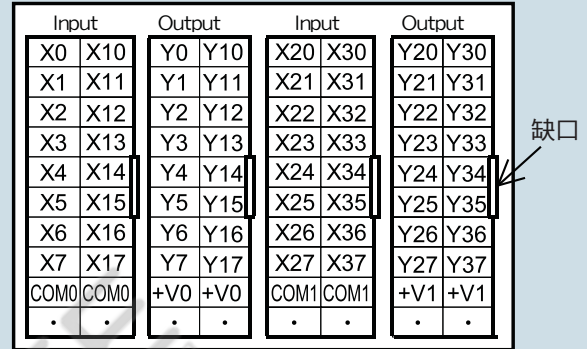 Input Output Input Output
X0 X10 Y0 Y10 X20 X30 Y20 Y30
X1 X11 Y1 Y11 X21 X31 Y21 Y31
X2 X12 Y2 Y12 X22 X32 Y22 Y32
X3 X13 Y3 Y13 X23 X33 Y23 Y33
缺口
X4 X14 Y4 Y14 X24 X34 Y24 Y34
X5 X15 Y5 Y15 X25 X35 Y25 Y35
X6 X16 Y6 Y16 X26 X36 Y26 Y36
X7 X17 Y7 Y17 X27 X37 Y27 Y37
COM0 COM0 +V0 +V0 COM1 COM1 +V1 +V1
· · · · · · · ·